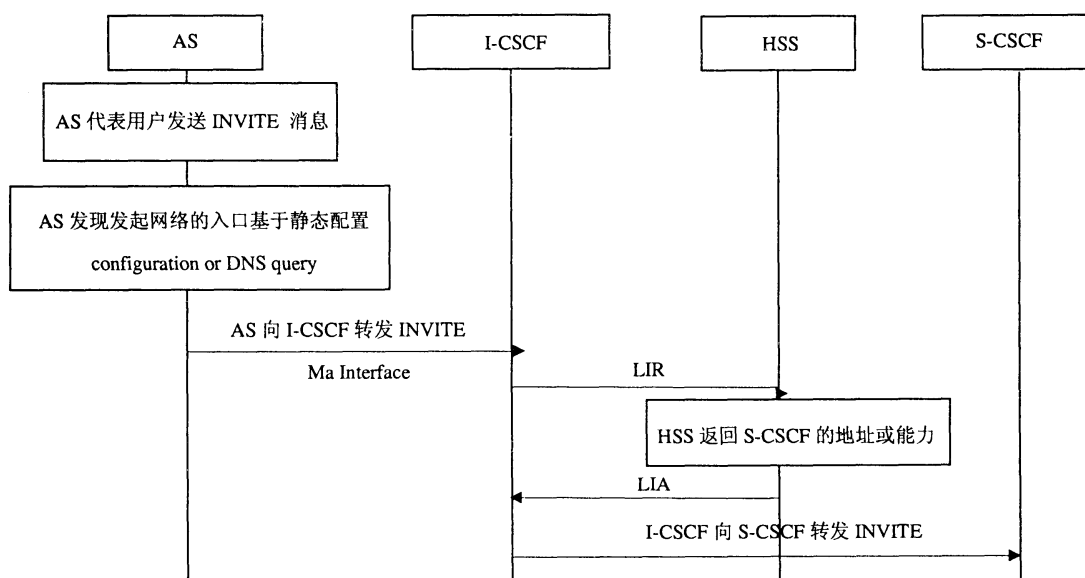 AS
I-CSCF
HSS
S-CSCF
AS 代表用户发送 INVITE 消息
AS 发现发起网络的入口基于静态配置
configuration or DNS query
AS 向 I-CSCF 转发 INVITE
Ma Interface
LIR
HSS 返回 S-CSCF 的地址或能力
LIA
I-CSCF 向 S-CSCF 转发 INVITE